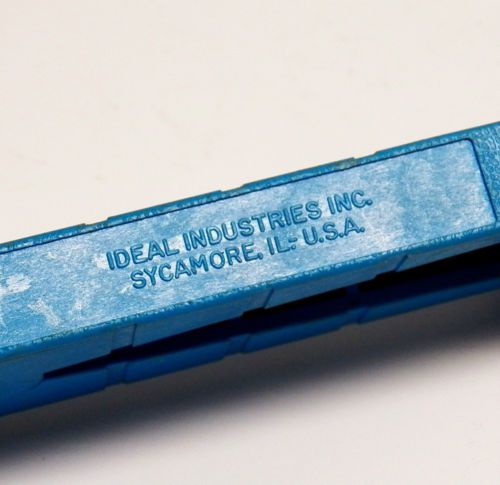 IDEAL INDUSTRIES INC.
SYCAMORE, IL.- U.S.A.